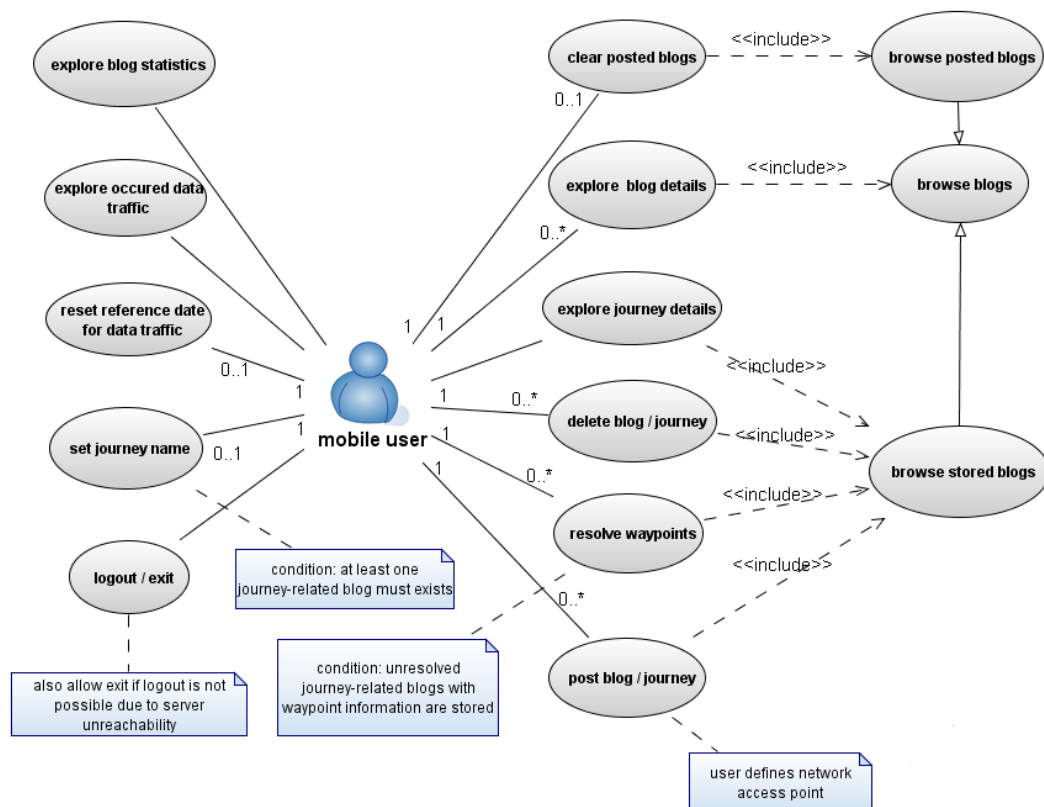 explore blog statistics
clear posted blogs
<<include>>
browse posted blogs
0..1
explore occured data
traffic
explore blog details
<<include>>
browse blogs
0..*
reset reference date
for data traffic
explore journey details
1
1
0..1
1
1
<<include>>
0..*
set journey name
0..1
1
1
mobile user
1
1
delete blog / journey
<<include>>
browse stored blogs
0..*
<<include>>
resolve waypoints
logout / exit
condition: at least one
journey-related blog must exists
<<include>>
0..*
condition: unresolved
journey-related blogs with
waypoint information are stored
post blog / journey
also allow exit if logout is not
possible due to server
unreachability
user defines network
access point